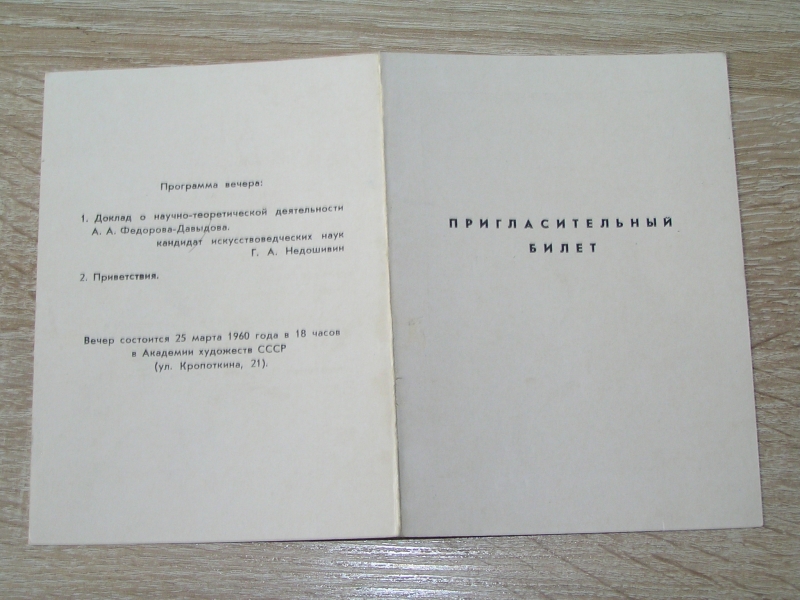 Программа вечера:
1. Доклад о научно-теоретической деятельности
А. А. Федорова-Давыдова.
кандидат искусствоведческих наук
Г. А. Недошивин
2. Приветствия.
Вечер состоится 25 марта 1960 года в 18 часов
в Академии художеств СССР
(ул. Кропоткина, 21).
ПРИГЛАСИТЕЛЬНЫЙ
БИЛЕТ